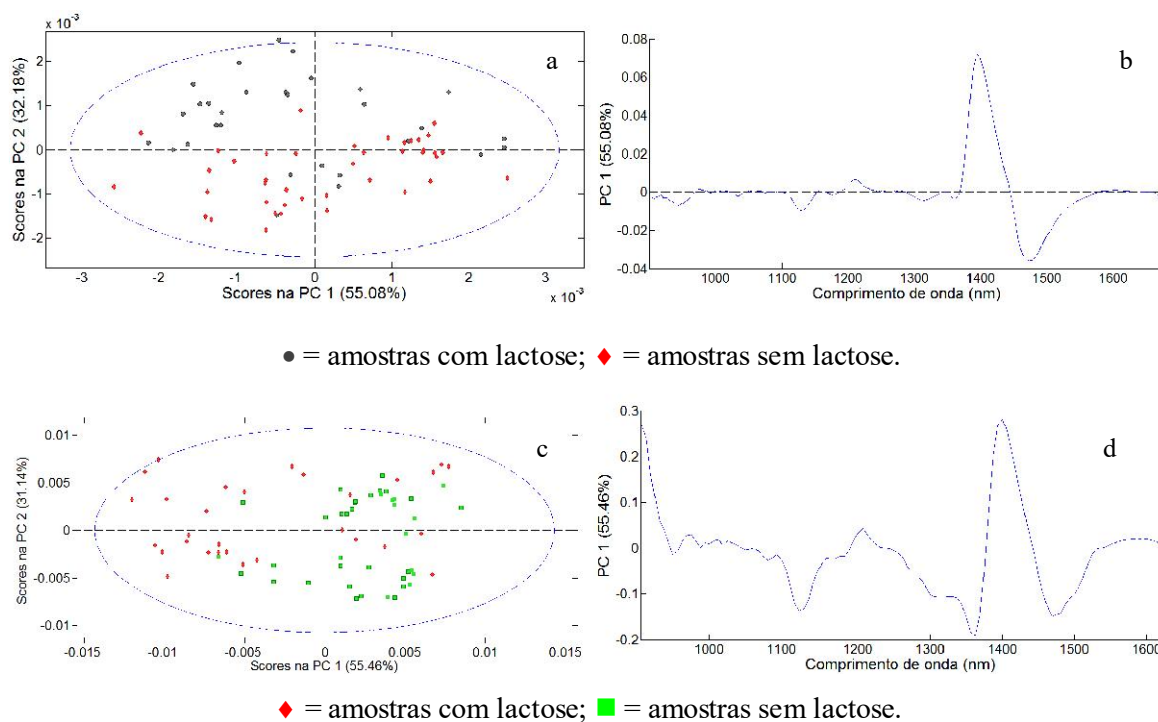 x 10⁻³
a
Scores na PC 2 (32.18%)
2
1
0
-1
-2
-3 -2 -1 0 1 2 3
Scores na PC 1 (55.08%)
x 10⁻³
b
PC 1 (55.08%)
0.08
0.06
0.04
0.02
0
-0.02
-0.04
1000 1100 1200 1300 1400 1500 1600
Comprimento de onda (nm)
● = amostras com lactose; ♦ = amostras sem lactose.
c
Scores na PC 2 (31.14%)
0.01
0.005
0
-0.005
-0.01
-0.015 -0.01 -0.005 0 0.005 0.01 0.015
Scores na PC 1 (55.46%)
d
PC 1 (55.46%)
0.3
0.2
0.1
0
-0.1
-0.2
1000 1100 1200 1300 1400 1500 1600
Comprimento de onda (nm)
♦ = amostras com lactose; ■ = amostras sem lactose.